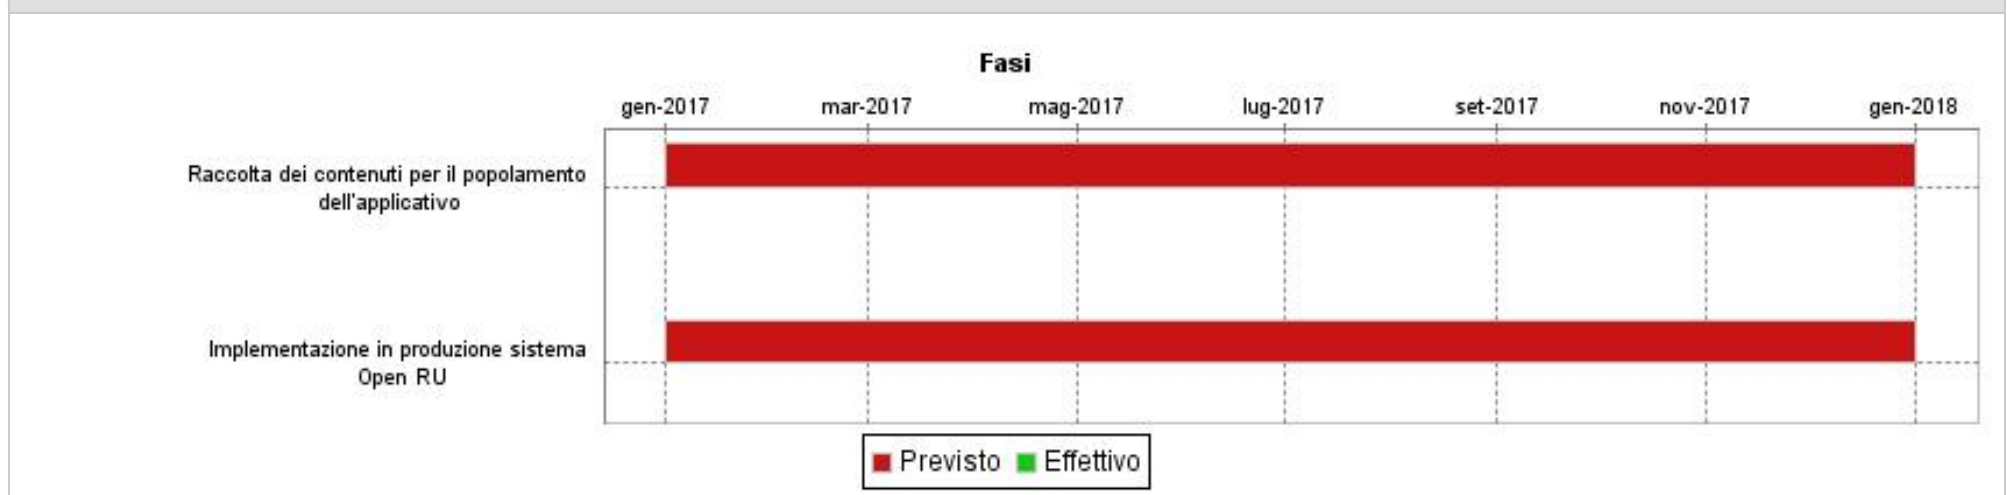 Fasi
gen-2017 mar-2017 mag-2017 lug-2017 set-2017 nov-2017 gen-2018
Raccolta dei contenuti per il popolamento
dell'applicativo
Implementazione in produzione sistema
Open RU
Previsto Effettivo